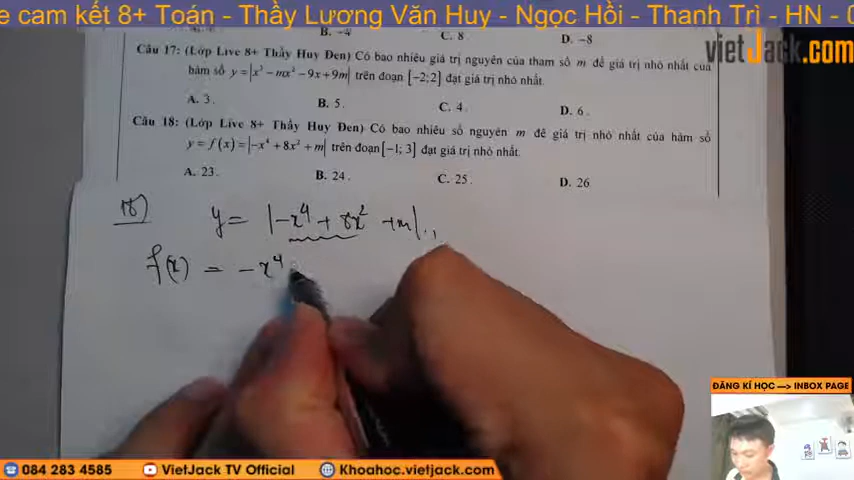 e cam kết 8+ Toán - Thầy Lương Văn Huy - Ngọc Hồi - Thanh Trì - HN - 0
vietJack.com
B. -4 C. 8 D. -8
Câu 17: (Lớp Live 8+ Thầy Huy Đen) Có bao nhiêu giá trị nguyên của tham số m để giá trị nhỏ nhất của
hàm số y = |x³ - mx² - 9x + 9m| trên đoạn [-2;2] đạt giá trị nhỏ nhất.
A. 3. B. 5. C. 4. D. 6.
Câu 18: (Lớp Live 8+ Thầy Huy Đen) Có bao nhiêu số nguyên m để giá trị nhỏ nhất của hàm số
y = f(x) = |-x⁴ + 8x² + m| trên đoạn [-1; 3] đạt giá trị nhỏ nhất.
A. 23. B. 24. C. 25. D. 26
18) y = |-x⁴ + 8x² + m|
f(x) = -x⁴
ĐĂNG KÍ HỌC --> INBOX PAGE
084 283 4585 VietJack TV Official Khoahoc.vietjack.com